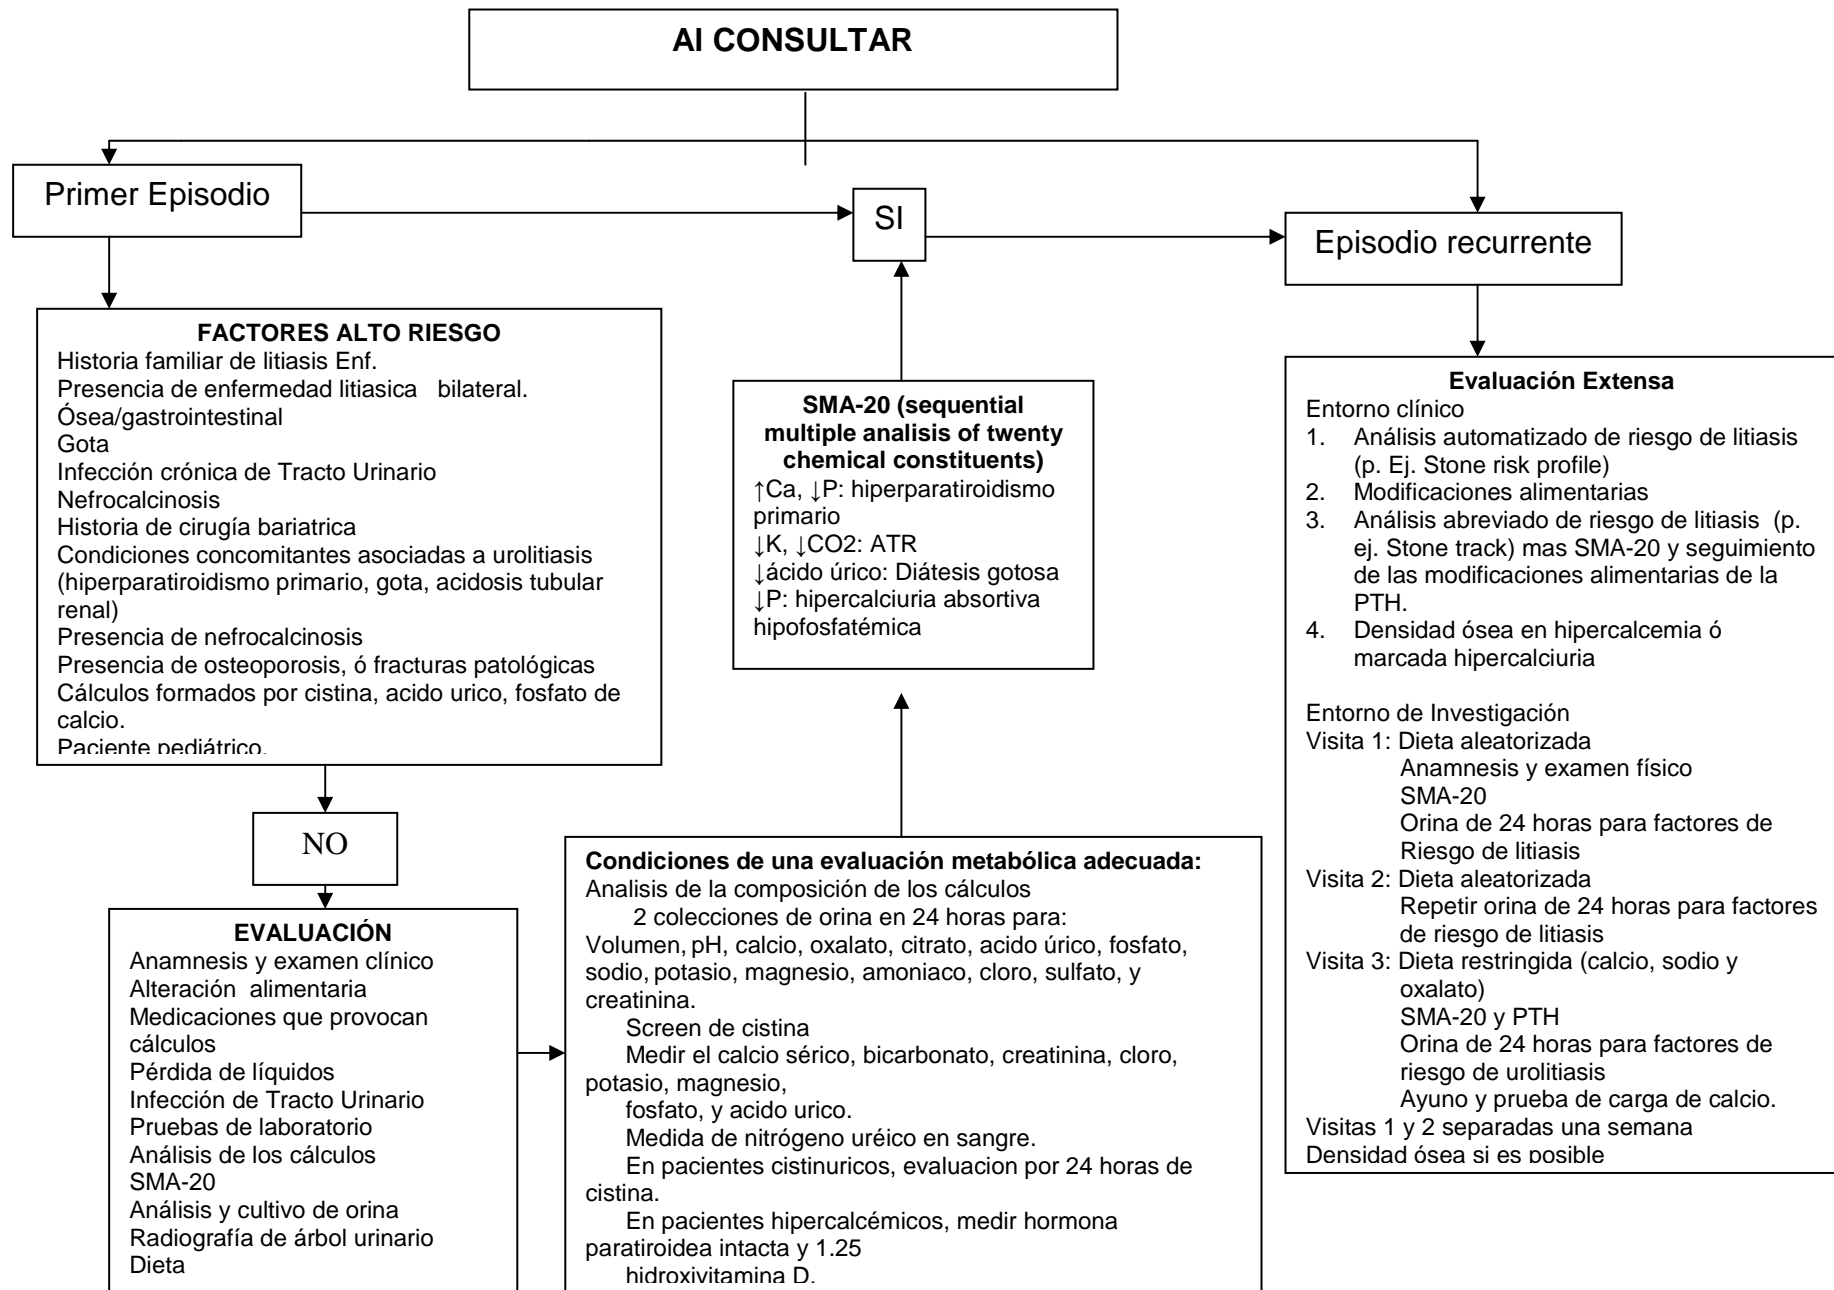 Al CONSULTAR
Primer Episodio
SI
Episodio recurrente
FACTORES ALTO RIESGO
Historia familiar de litiasis Enf.
Presencia de enfermedad litiasica bilateral.
Ósea/gastrointestinal
Gota
Infección crónica de Tracto Urinario
Nefrocalcinosis
Historia de cirugía bariatrica
Condiciones concomitantes asociadas a urolitiasis
(hiperparatiroidismo primario, gota, acidosis tubular
renal)
Presencia de nefrocalcinosis
Presencia de osteoporosis, ó fracturas patológicas
Cálculos formados por cistina, acido urico, fosfato de
calcio.
Paciente pediátrico.
SMA-20 (sequential
multiple analisis of twenty
chemical constituents)
↑Ca, ↓P: hiperparatiroidismo
primario
↓K, ↓CO2: ATR
↓ácido úrico: Diátesis gotosa
↓P: hipercalciuria absortiva
hipofosfatémica
Evaluación Extensa
Entorno clínico
1. Análisis automatizado de riesgo de litiasis
(p. Ej. Stone risk profile)
2. Modificaciones alimentarias
3. Análisis abreviado de riesgo de litiasis (p.
ej. Stone track) mas SMA-20 y seguimiento
de las modificaciones alimentarias de la
PTH.
4. Densidad ósea en hipercalcemia ó
marcada hipercalciuria
Entorno de Investigación
Visita 1: Dieta aleatorizada
Anamnesis y examen físico
SMA-20
Orina de 24 horas para factores de
Riesgo de litiasis
Visita 2: Dieta aleatorizada
Repetir orina de 24 horas para factores
de riesgo de litiasis
Visita 3: Dieta restringida (calcio, sodio y
oxalato)
SMA-20 y PTH
Orina de 24 horas para factores de
riesgo de urolitiasis
Ayuno y prueba de carga de calcio.
Visitas 1 y 2 separadas una semana
Densidad ósea si es posible
NO
EVALUACIÓN
Anamnesis y examen clínico
Alteración alimentaria
Medicaciones que provocan
cálculos
Pérdida de líquidos
Infección de Tracto Urinario
Pruebas de laboratorio
Análisis de los cálculos
SMA-20
Análisis y cultivo de orina
Radiografía de árbol urinario
Dieta
Condiciones de una evaluación metabólica adecuada:
Analisis de la composición de los cálculos
2 colecciones de orina en 24 horas para:
Volumen, pH, calcio, oxalato, citrato, acido úrico, fosfato,
sodio, potasio, magnesio, amoniaco, cloro, sulfato, y
creatinina.
Screen de cistina
Medir el calcio sérico, bicarbonato, creatinina, cloro,
potasio, magnesio,
fosfato, y acido urico.
Medida de nitrógeno uréico en sangre.
En pacientes cistinuricos, evaluacion por 24 horas de
cistina.
En pacientes hipercalcémicos, medir hormona
paratiroidea intacta y 1.25
hidroxivitamina D.